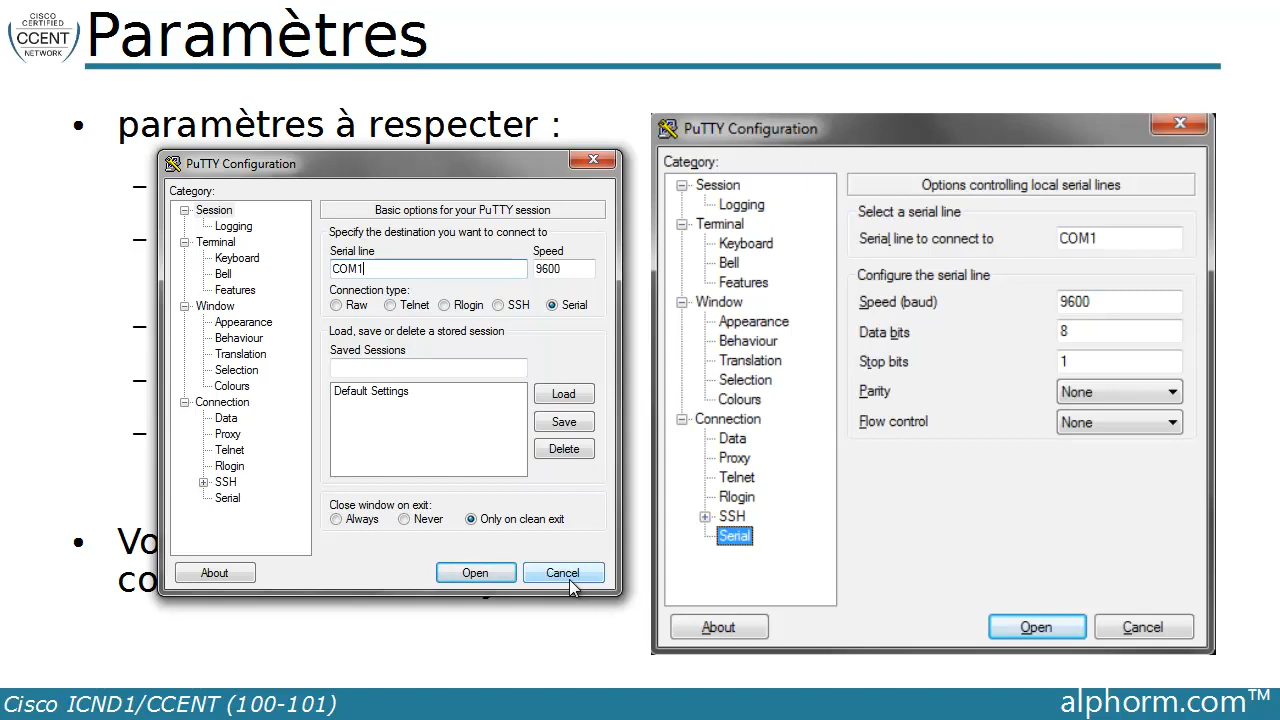 CISCO
CERTIFIED
CCENT
NETWORK
Paramètres
• paramètres à respecter :
–
–
–
–
–
•
PuTTY Configuration
Category:
Session
Logging
Terminal
Keyboard
Bell
Features
Window
Appearance
Behaviour
Translation
Selection
Colours
Connection
Data
Proxy
Telnet
Rlogin
SSH
Serial
Basic options for your PuTTY session
Specify the destination you want to connect to
Serial line Speed
COM1 9600
Connection type:
Raw Telnet Rlogin SSH Serial
Load, save or delete a stored session
Saved Sessions
Default Settings
Load
Save
Delete
Close window on exit:
Always Never Only on clean exit
About Open Cancel
PuTTY Configuration
Category:
Session
Logging
Terminal
Keyboard
Bell
Features
Window
Appearance
Behaviour
Translation
Selection
Colours
Connection
Data
Proxy
Telnet
Rlogin
SSH
Serial
Options controlling local serial lines
Select a serial line
Serial line to connect to COM1
Configure the serial line
Speed (baud) 9600
Data bits 8
Stop bits 1
Parity None
Flow control None
About Open Cancel
Cisco ICND1/CCENT (100-101)
alphorm.com™